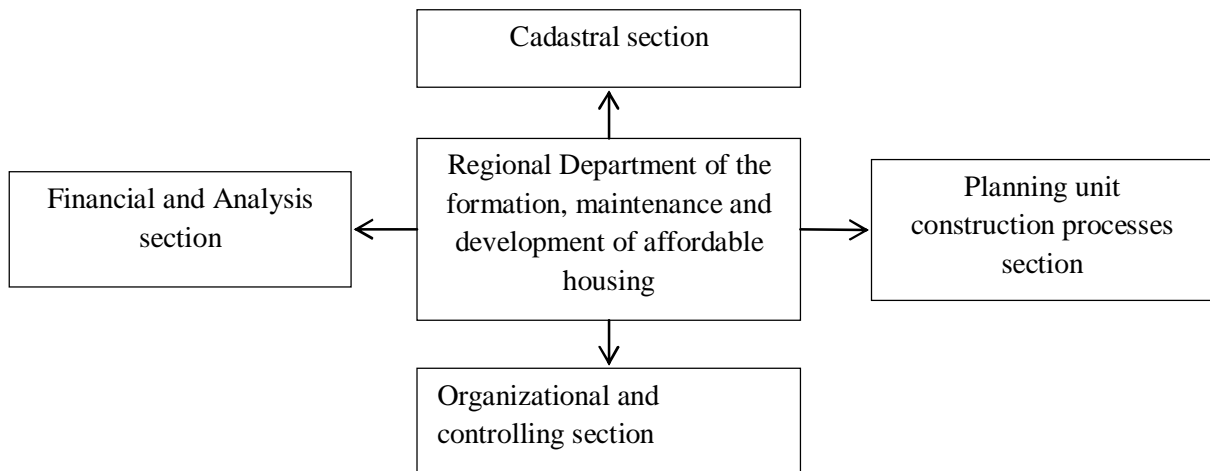 Cadastral section
Regional Department of the
formation, maintenance and
development of affordable
housing
Financial and Analysis
section
Planning unit
construction processes
section
Organizational and
controlling section